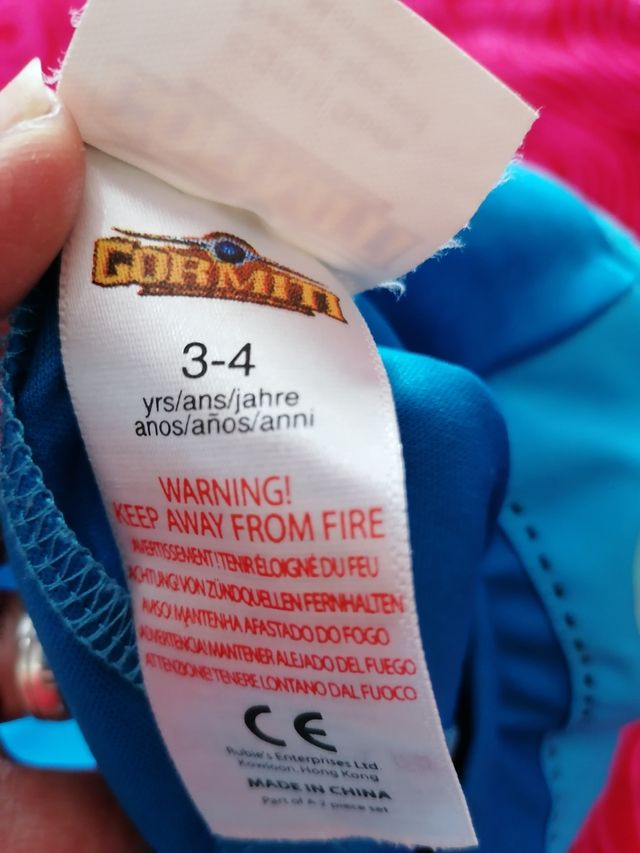 GORMITI
3-4
yrs/ans/jahre
anos/años/anni
WARNING!
KEEP AWAY FROM FIRE
AVERTISSEMENT! TENIR ÉLOIGNÉ DU FEU
ACHTUNG! VON ZÜNDQUELLEN FERNHALTEN
AVISO! MANTENHA AFASTADO DO FOGO
ADVERTENCIA! MANTENER ALEJADO DEL FUEGO
ATTENZIONE! TENERE LONTANO DAL FUOCO
CE
Rubie's Enterprises Ltd
Kowloon, Hong Kong
MADE IN CHINA
Part of A 2 piece set